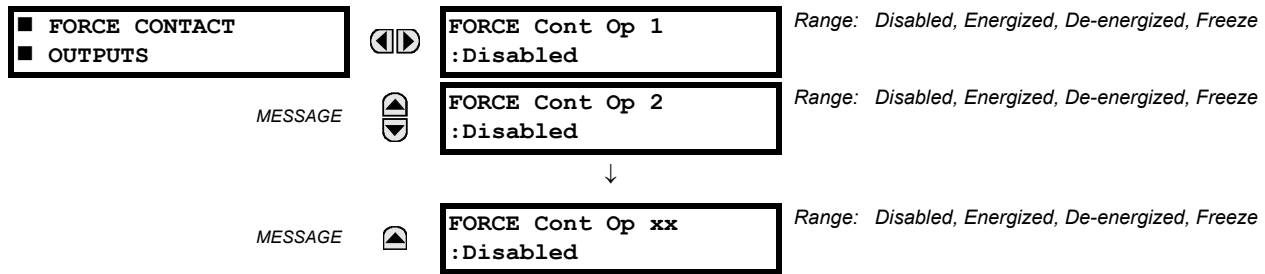 ■ FORCE CONTACT
■ OUTPUTS
FORCE Cont Op 1
:Disabled
Range: Disabled, Energized, De-energized, Freeze
MESSAGE
FORCE Cont Op 2
:Disabled
Range: Disabled, Energized, De-energized, Freeze
↓
MESSAGE
FORCE Cont Op xx
:Disabled
Range: Disabled, Energized, De-energized, Freeze